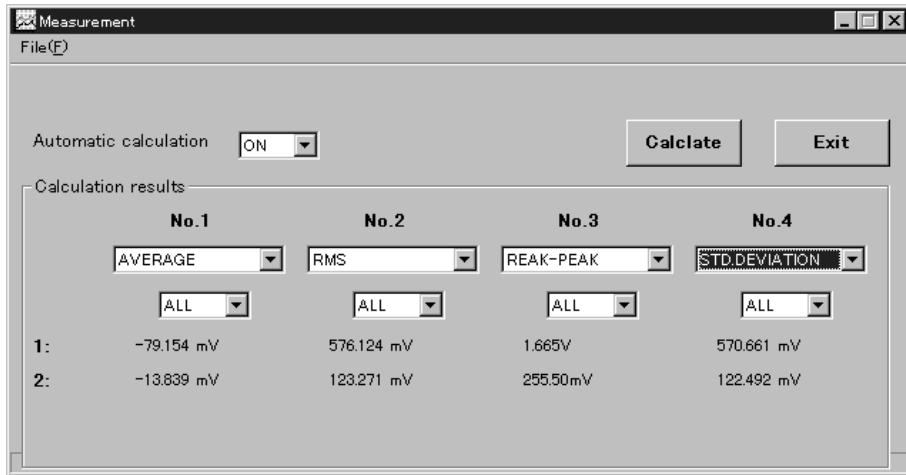 Measurement
File(F)
Automatic calculation ON Calclate Exit
Calculation results
No.1 No.2 No.3 No.4
AVERAGE RMS REAK-PEAK STD.DEVIATION
ALL ALL ALL ALL
1: -79.154 mV 576.124 mV 1.665V 570.661 mV
2: -13.839 mV 123.271 mV 255.50mV 122.492 mV